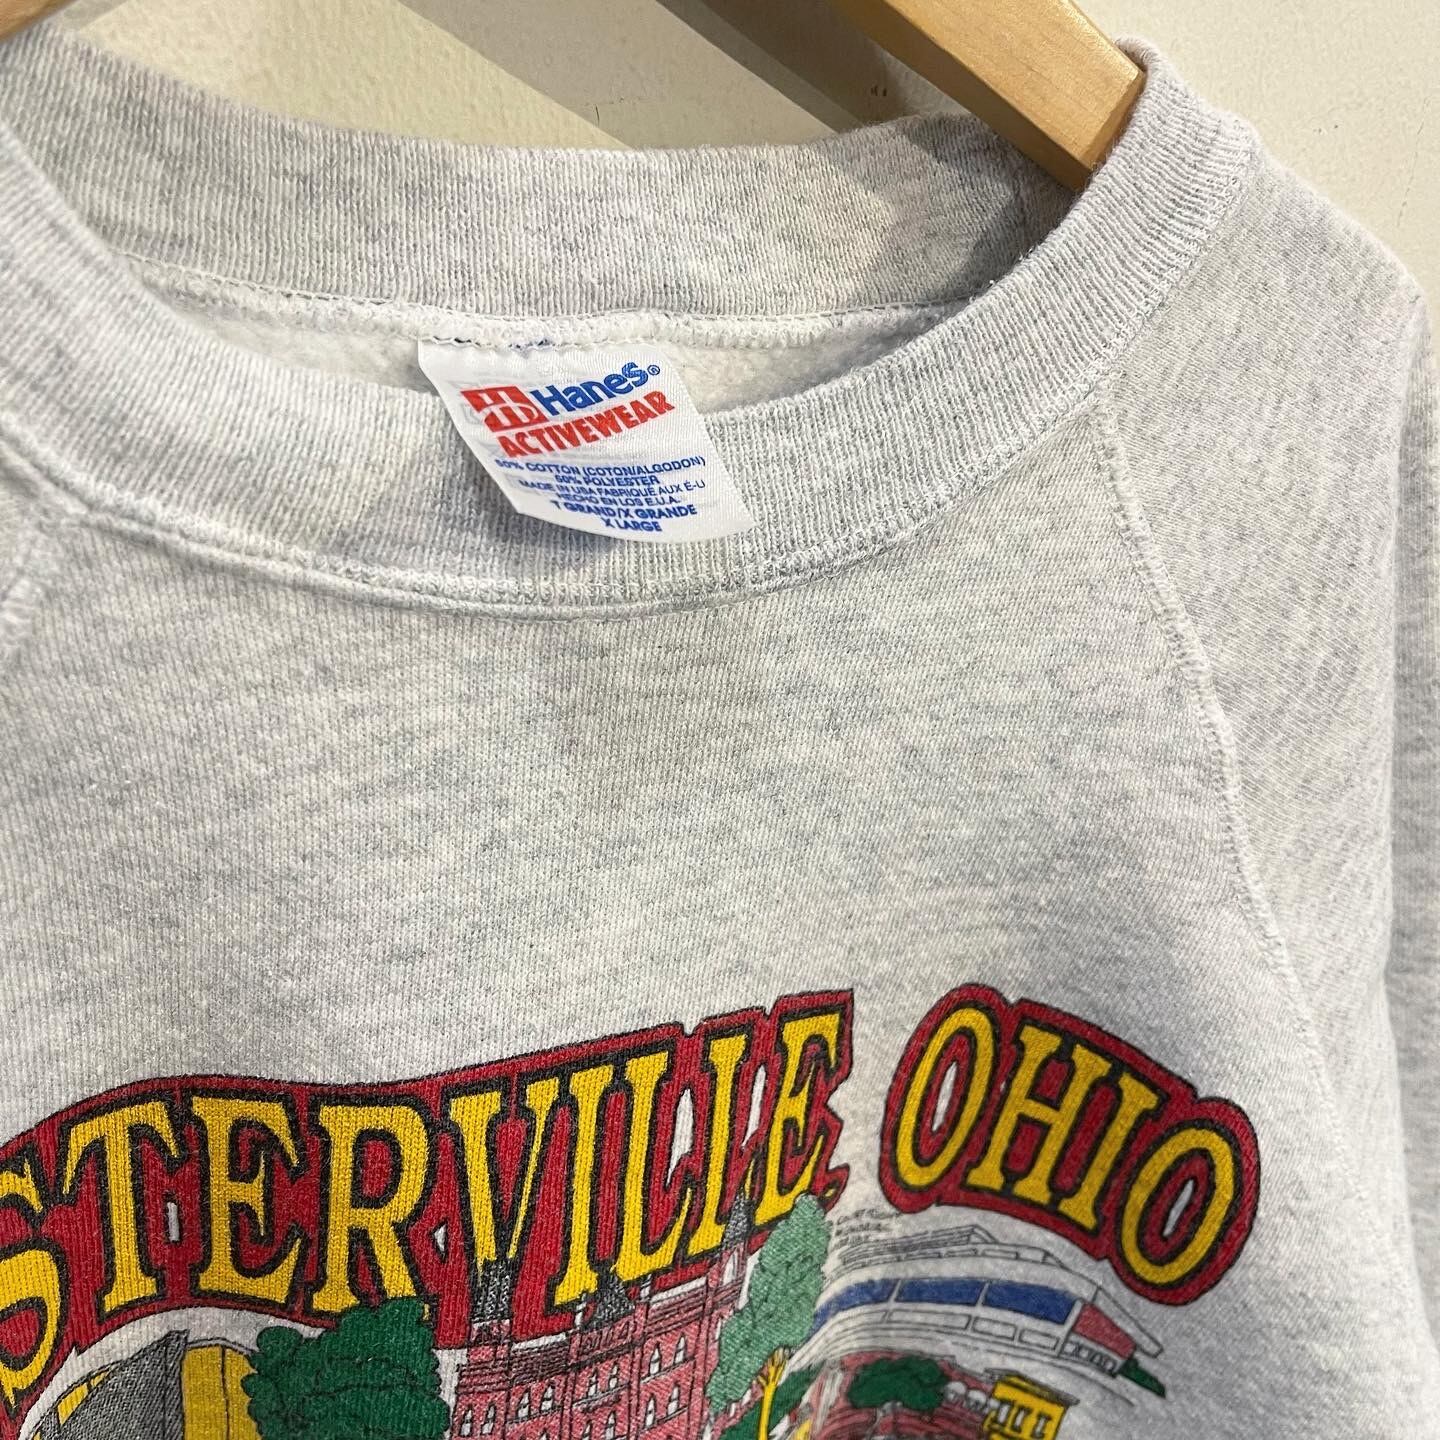 Hanes®
ACTIVEWEAR
50% COTTON (COTON/ALGODON)
50% POLYESTER
MADE IN USA FABRIQUÉ AUX É-U
HECHO EN LOS E.U.A.
T GRAND/X GRANDE
X LARGE
STERVILLE, OHIO